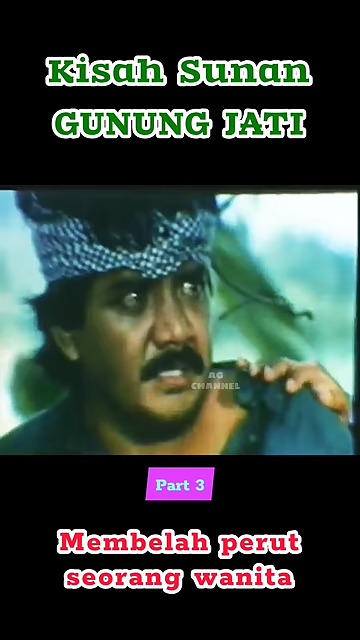 Kisah Sunan
GUNUNG JATI
AG
CHANNEL
Part 3
Membelah perut
seorang wanita